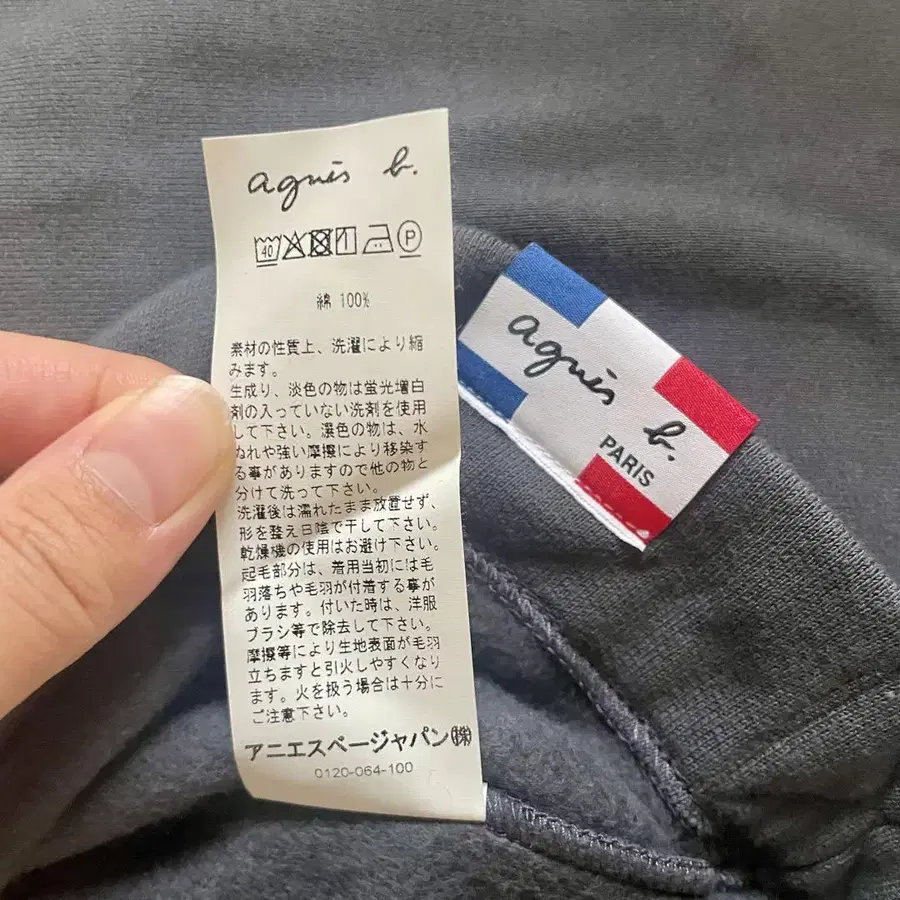 agnès b.
40 P
綿 100%
素材の性質上、洗濯により縮
みます。
生成り、淡色の物は蛍光増白
剤の入っていない洗剤を使用
して下さい。濃色の物は、水
ぬれや強い摩擦により移染す
る事がありますので他の物と
分けて洗って下さい。
洗濯後は濡れたまま放置せず、
形を整え日陰で干して下さい。
乾燥機の使用はお避け下さい。
起毛部分は、着用当初には毛
羽落ちや毛羽が付着する事が
あります。付いた時は、洋服
ブラシ等で除去して下さい。
摩擦等により生地表面が毛羽
立ちますと引火しやすくなり
ます。火を扱う場合は十分に
ご注意下さい。
アニエスベージャパン㈱
0120-064-100
agnès b.
PARIS